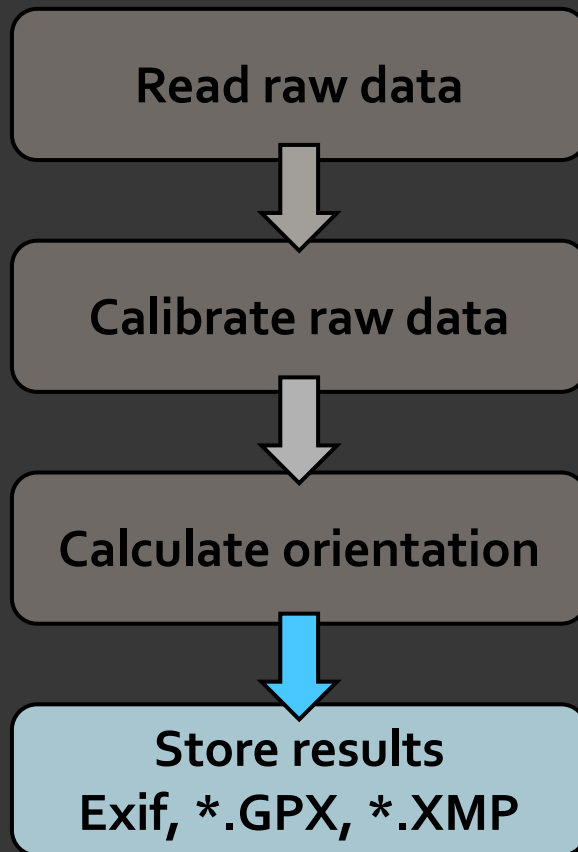 Read raw data
Calibrate raw data
Calculate orientation
Store results
Exif, *.GPX, *.XMP